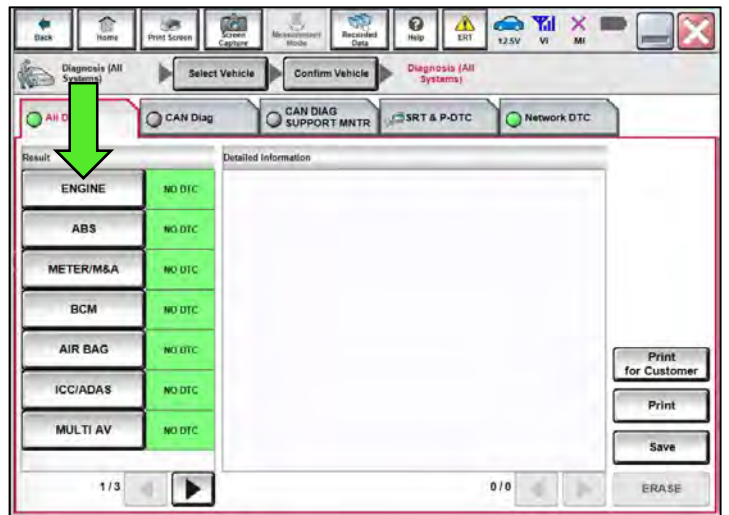 Back
Home
Print Screen
Screen
Capture
Measurement
Mode
Recorded
Data
Help
ERT
12.5V
VI
MI
Diagnosis (All
Systems)
Select Vehicle
Confirm Vehicle
Diagnosis (All
Systems)
All D
CAN Diag
CAN DIAG
SUPPORT MNTR
SRT & P-DTC
Network DTC
Result
Detailed Information
ENGINE
NO DTC
ABS
NO DTC
METER/M&A
NO DTC
BCM
NO DTC
AIR BAG
NO DTC
ICC/ADAS
NO DTC
MULTI AV
NO DTC
Print
for Customer
Print
Save
1/3
0/0
ERASE